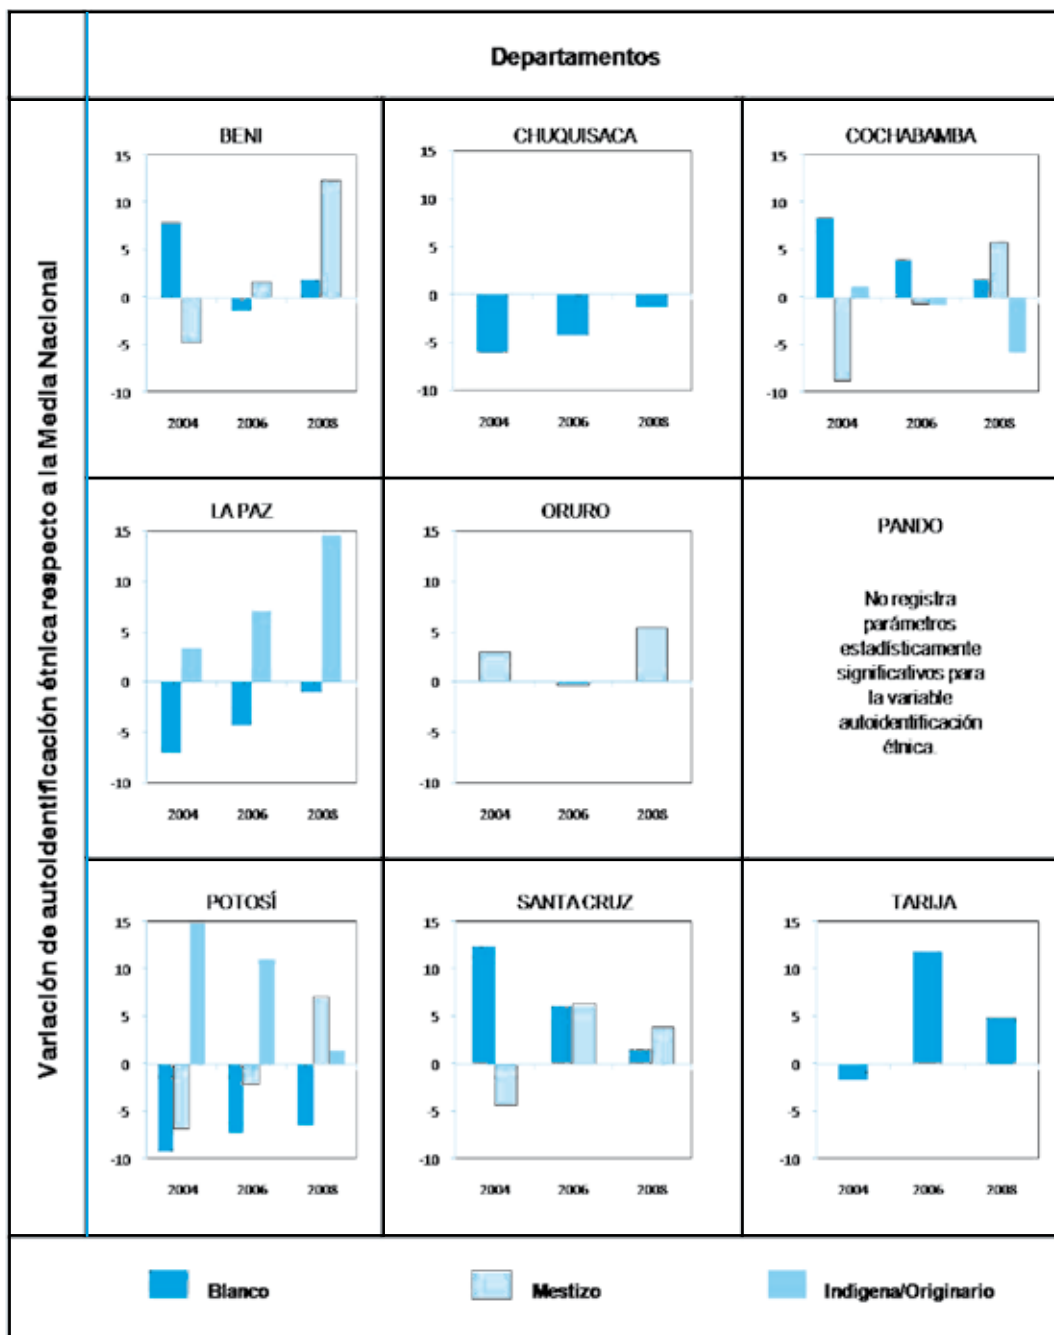 Departamentos
Variación de autoidentificación étnica respecto a la Media Nacional
BENI
15
10
5
0
-5
-10
2004 2006 2008
CHUQUISACA
15
10
5
0
-5
-10
2004 2006 2008
COCHABAMBA
15
10
5
0
-5
-10
2004 2006 2008
LA PAZ
15
10
5
0
-5
-10
2004 2006 2008
ORURO
15
10
5
0
-5
-10
2004 2006 2008
PANDO
No registra
parámetros
estadísticamente
significativos para
la variable
autoidentificación
étnica.
POTOSÍ
15
10
5
0
-5
-10
2004 2006 2008
SANTA CRUZ
15
10
5
0
-5
-10
2004 2006 2008
TARIJA
15
10
5
0
-5
-10
2004 2006 2008
Blanco Mestizo Indígena/Originario